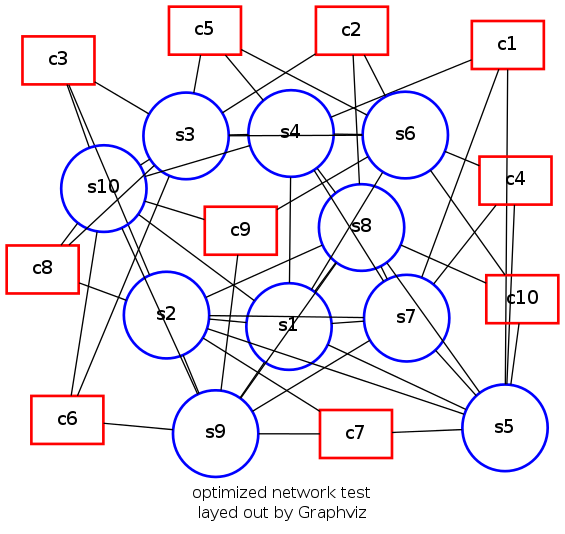 c5
c2
c1
c3
s3
s4
s6
c4
s10
c9
s8
c8
c10
s2
s1
s7
c6
s9
c7
s5
optimized network test
layed out by Graphviz